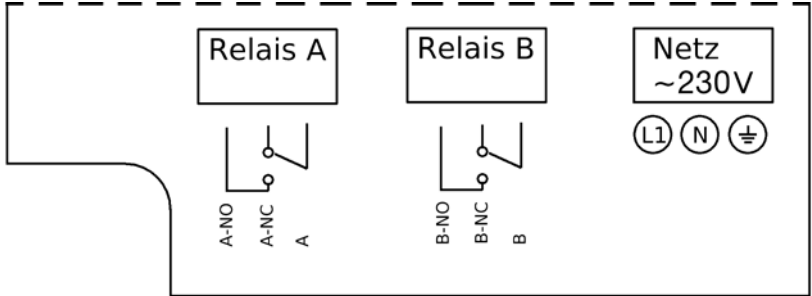 Relais A
Relais B
Netz
~230V
L1
N
A-NO
A-NC
A
B-NO
B-NC
B